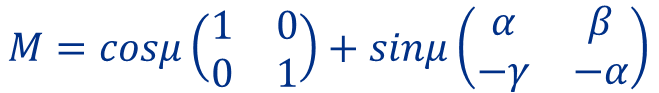 M = cosμ (1 0
0 1) + sinμ (α β
−γ −α)